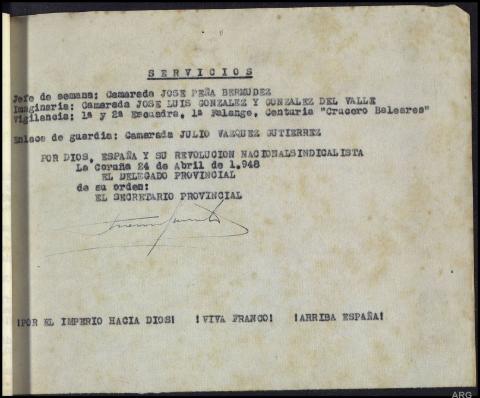 SERVICIOS
Jefe de semana; Camarada JOSE PEÑA BERMUDEZ
Imaginaria; Camarada JOSE LUIS GONZALEZ Y GONZALEZ DEL VALLE
Vigilancia; 1ª y 2ª Escuadra, 1ª Falange, Centuria "Crucero Baleares"
Enlace de guardia; Camarada JULIO VAZQUEZ GUTIERREZ
POR DIOS, ESPAÑA Y SU REVOLUCION NACIONALSINDICALISTA
La Coruña 24 de Abril de 1.948
EL DELEGADO PROVINCIAL
de su orden:
EL SECRETARIO PROVINCIAL
¡POR EL IMPERIO HACIA DIOS! ¡VIVA FRANCO! ¡ARRIBA ESPAÑA!
ARG